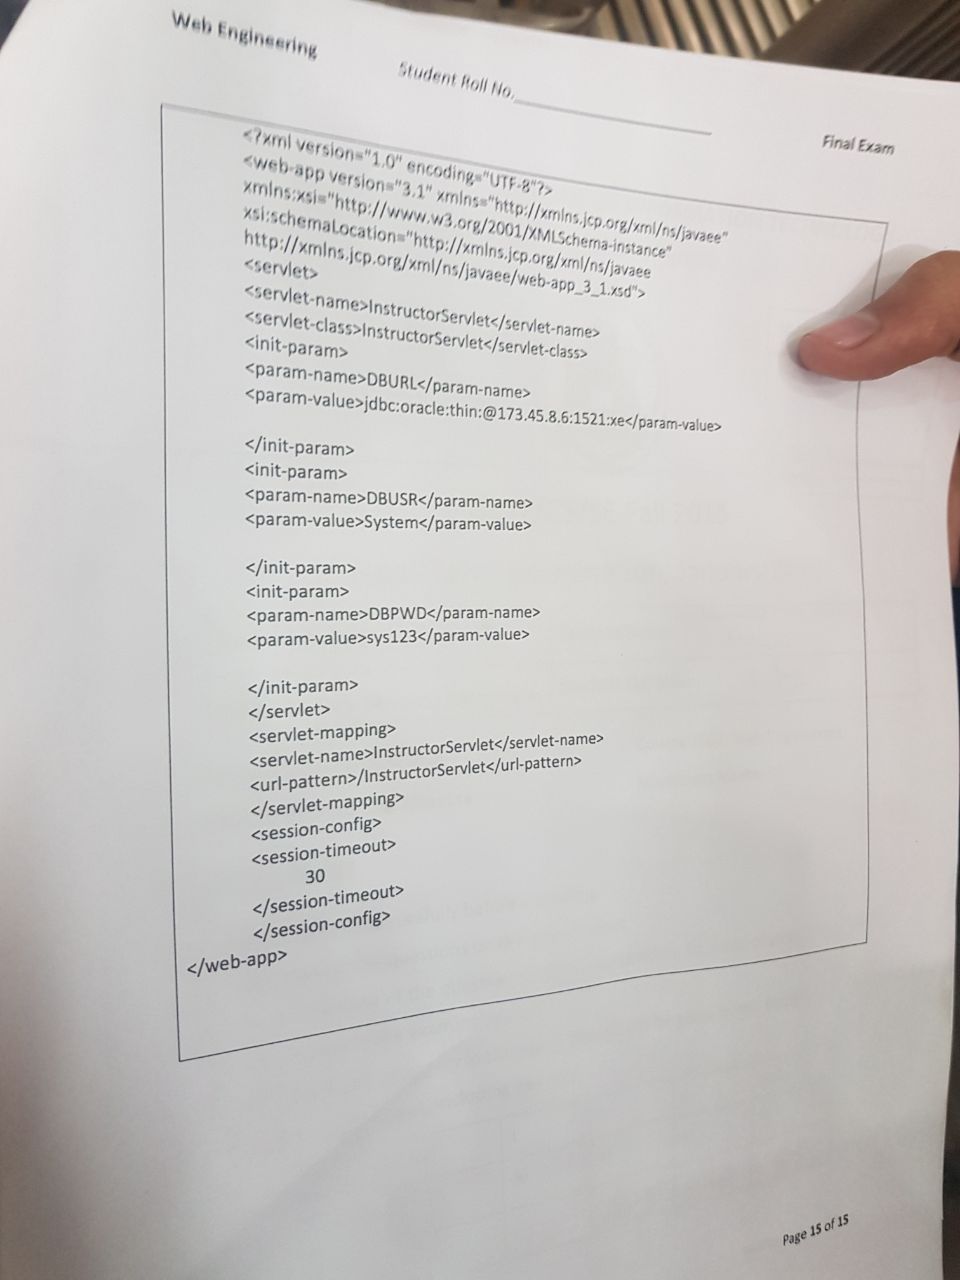 Web Engineering
Student Roll No.
Final Exam
<?xml version="1.0" encoding="UTF-8"?>
<web-app version="3.1" xmlns="http://xmlns.jcp.org/xml/ns/javaee"
xmlns:xsi="http://www.w3.org/2001/XMLSchema-instance"
xsi:schemaLocation="http://xmlns.jcp.org/xml/ns/javaee
http://xmlns.jcp.org/xml/ns/javaee/web-app_3_1.xsd">
<servlet>
<servlet-name>InstructorServlet</servlet-name>
<servlet-class>InstructorServlet</servlet-class>
<init-param>
<param-name>DBURL</param-name>
<param-value>jdbc:oracle:thin:@173.45.8.6:1521:xe</param-value>
</init-param>
<init-param>
<param-name>DBUSR</param-name>
<param-value>System</param-value>
</init-param>
<init-param>
<param-name>DBPWD</param-name>
<param-value>sys123</param-value>
</init-param>
</servlet>
<servlet-mapping>
<servlet-name>InstructorServlet</servlet-name>
<url-pattern>/InstructorServlet</url-pattern>
</servlet-mapping>
<session-config>
<session-timeout>
30
</session-timeout>
</session-config>
</web-app>
Page 15 of 15